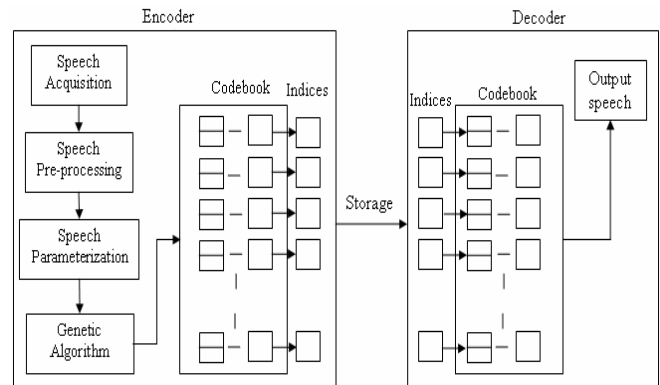 Encoder
Speech
Acquisition
Speech
Pre-processing
Speech
Parameterization
Genetic
Algorithm
Codebook
Indices
Storage
Decoder
Indices
Codebook
Output
speech